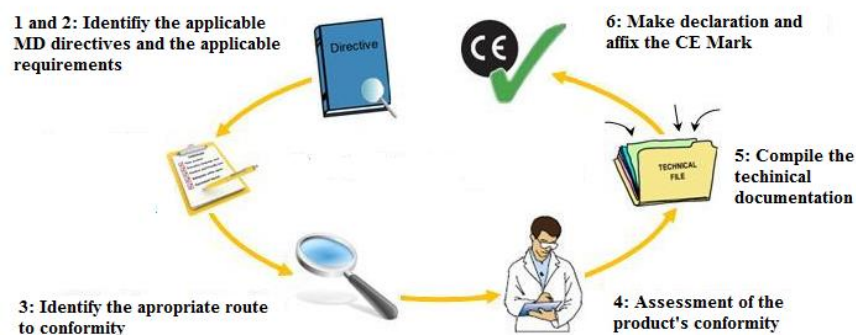 1 and 2: Identifiy the applicable
MD directives and the applicable
requirements
Directive
CE
6: Make declaration and
affix the CE Mark
TECHNICAL
FILE
5: Compile the
techinical
documentation
3: Identify the apropriate route
to conformity
4: Assessment of the
product's conformity